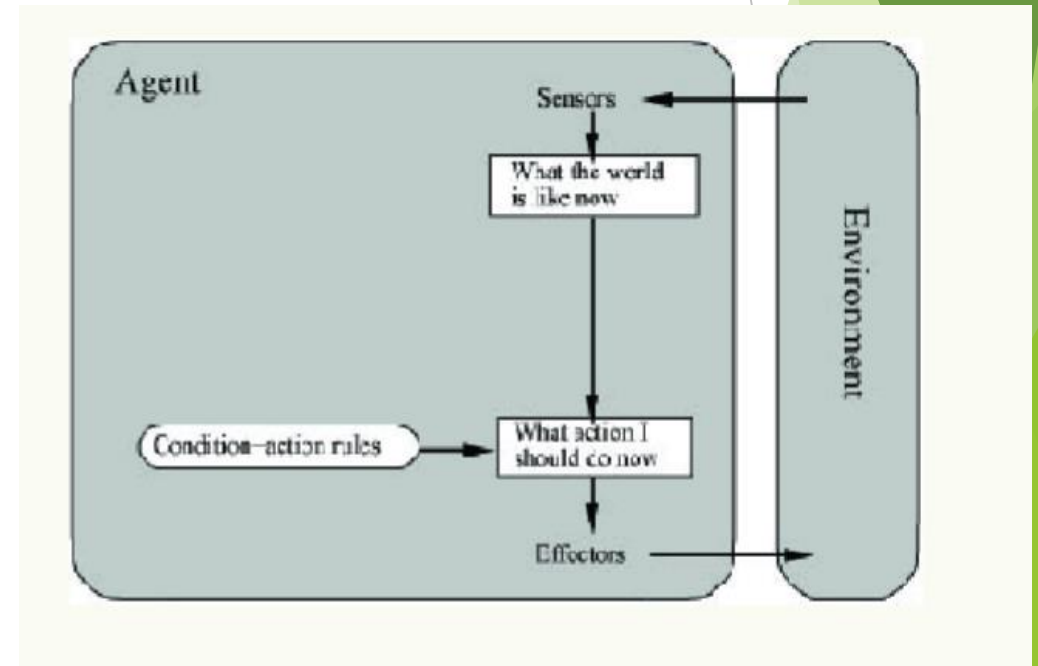 Agent
Sensors
What the world
is like now
Environment
Condition-action rules
What action I
should do now
Effectors